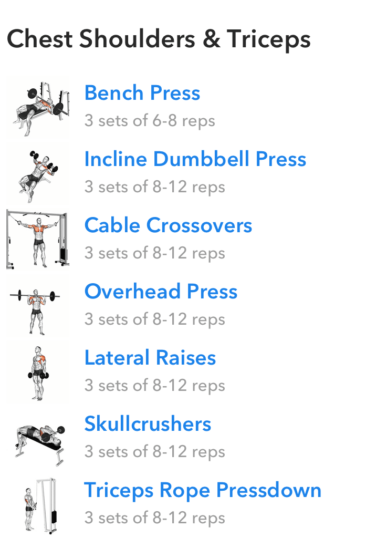 Chest Shoulders & Triceps
Bench Press
3 sets of 6-8 reps
Incline Dumbbell Press
3 sets of 8-12 reps
Cable Crossovers
3 sets of 8-12 reps
Overhead Press
3 sets of 8-12 reps
Lateral Raises
3 sets of 8-12 reps
Skullcrushers
3 sets of 8-12 reps
Triceps Rope Pressdown
3 sets of 8-12 reps